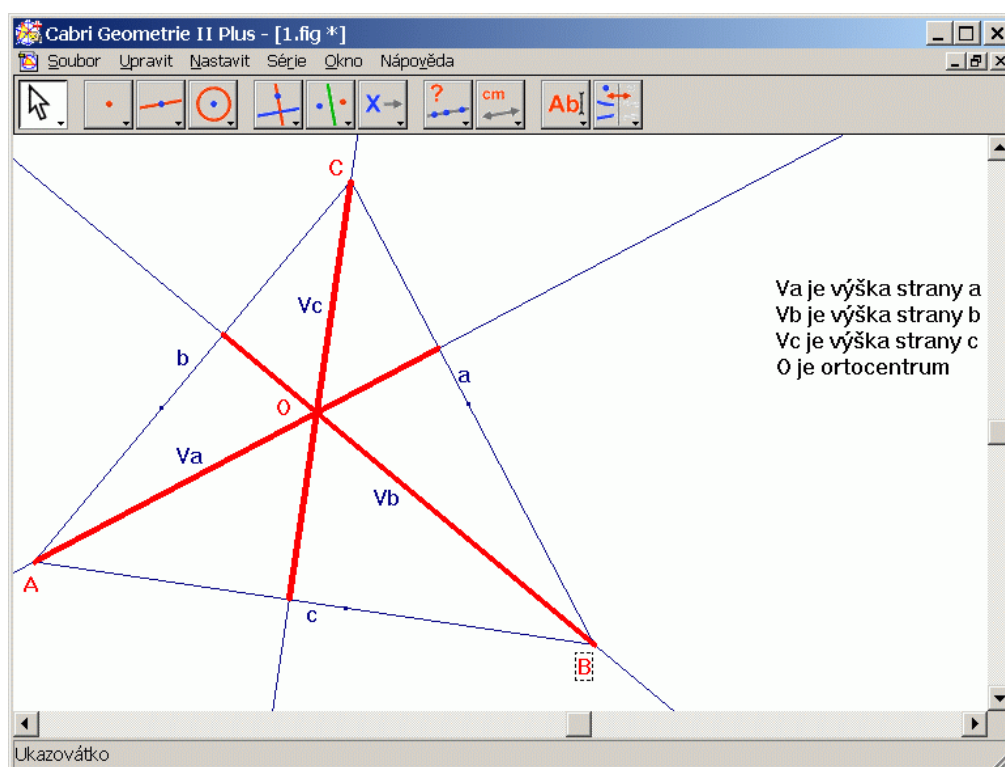 Cabri Geometrie II Plus - [1.fig *]
Soubor Upravit Nastavit Série Okno Nápověda
? cm Ab
C
Vc
Va je výška strany a
Vb je výška strany b
Vc je výška strany c
O je ortocentrum
b
a
O
Va
Vb
A
c
B
Ukazovátko